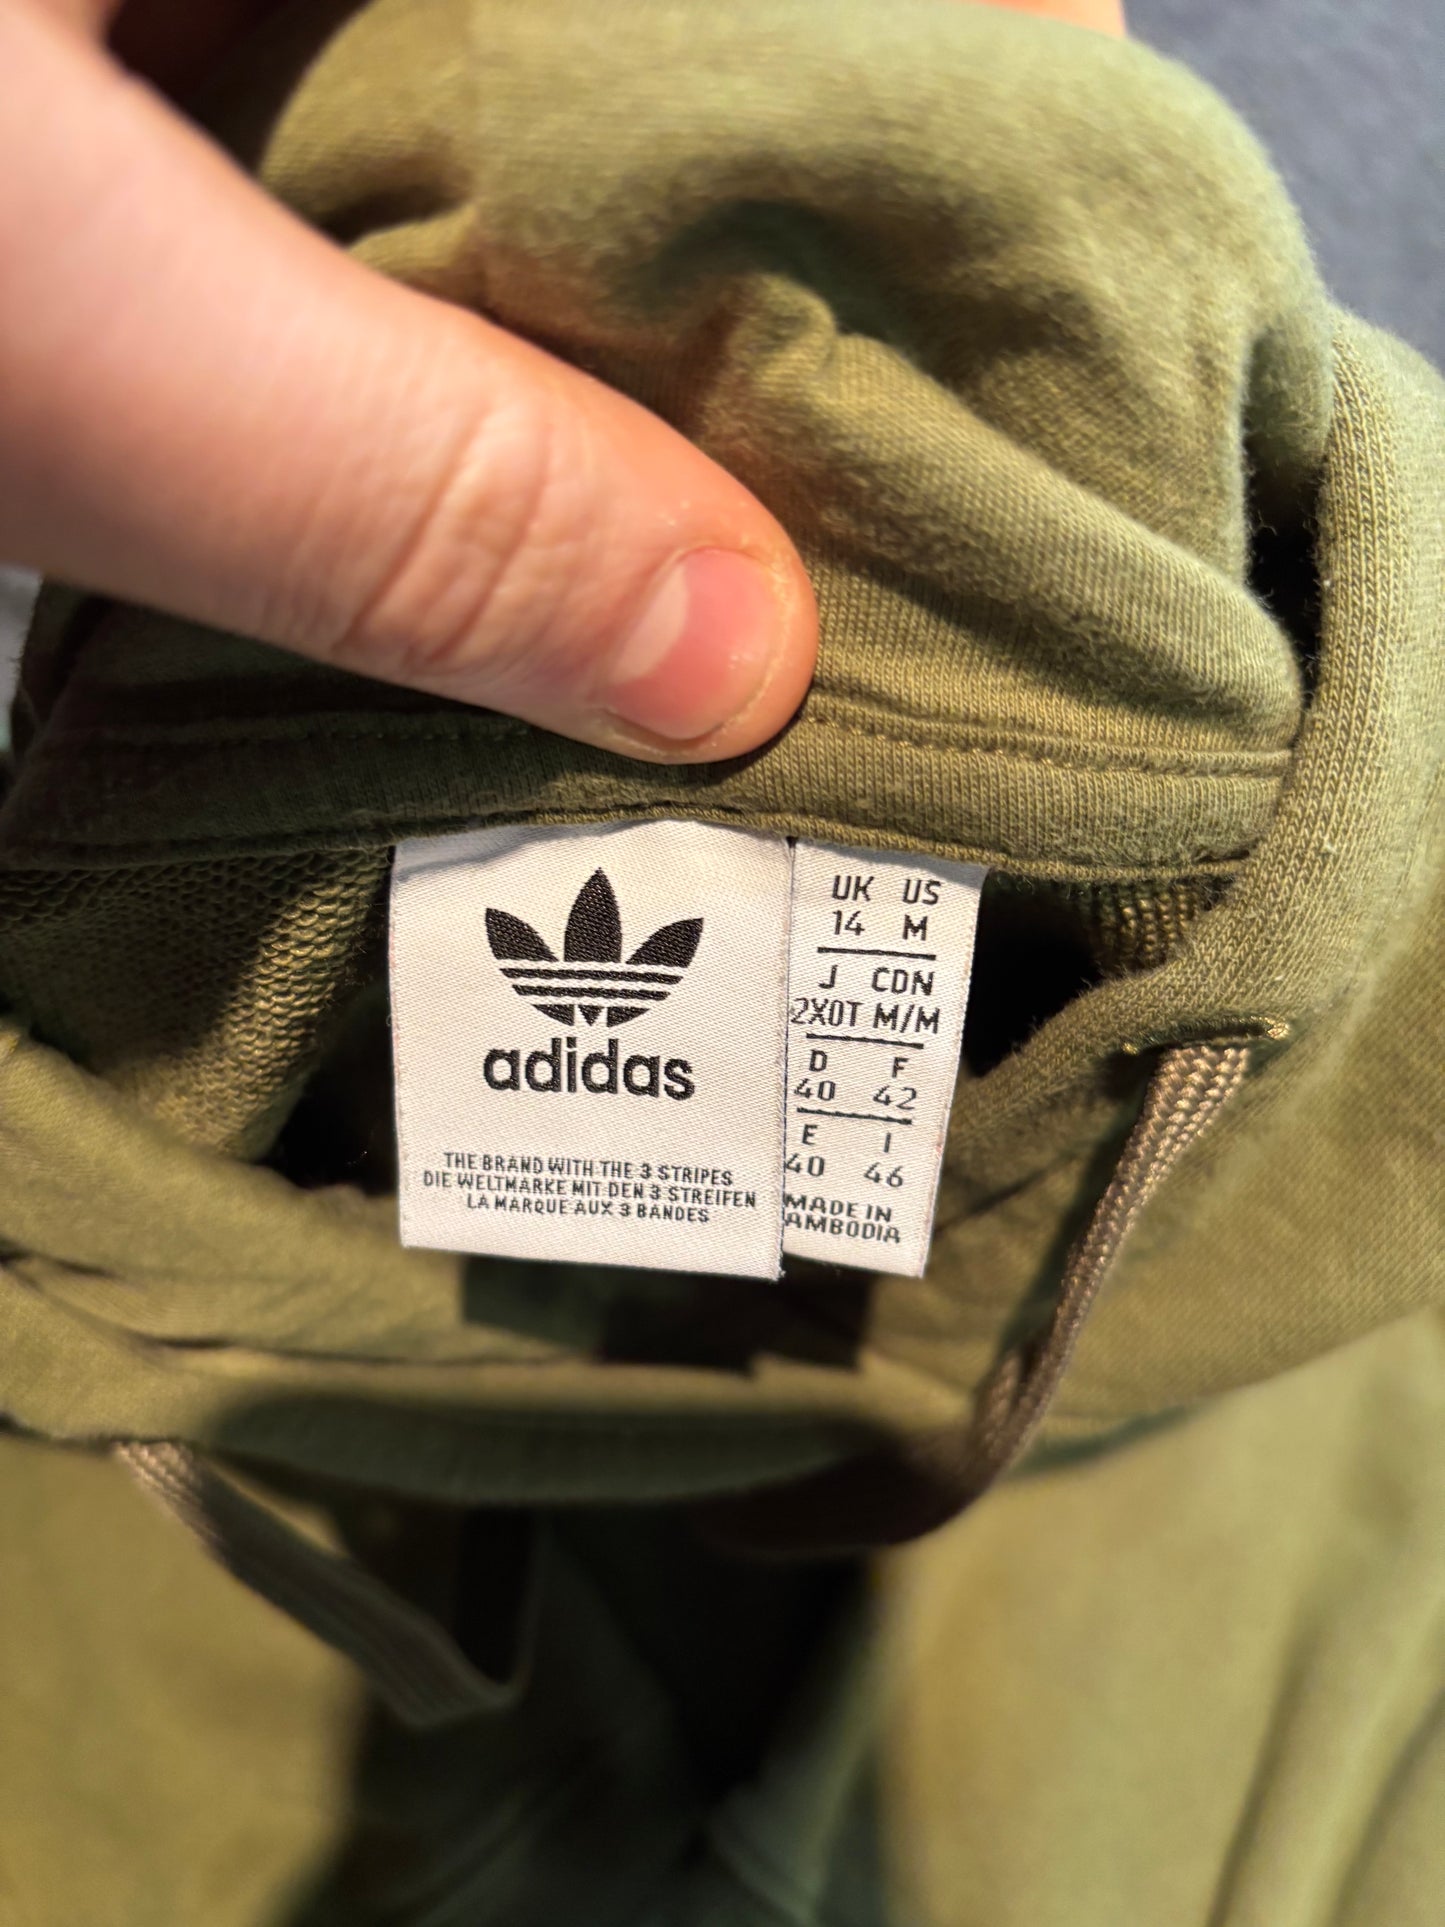 adidas
THE BRAND WITH THE 3 STRIPES
DIE WELTMARKE MIT DEN 3 STREIFEN
LA MARQUE AUX 3 BANDES
UK US
14 M
J CDN
2XOT M/M
D F
40 42
E I
40 46
MADE IN
AMBODIA